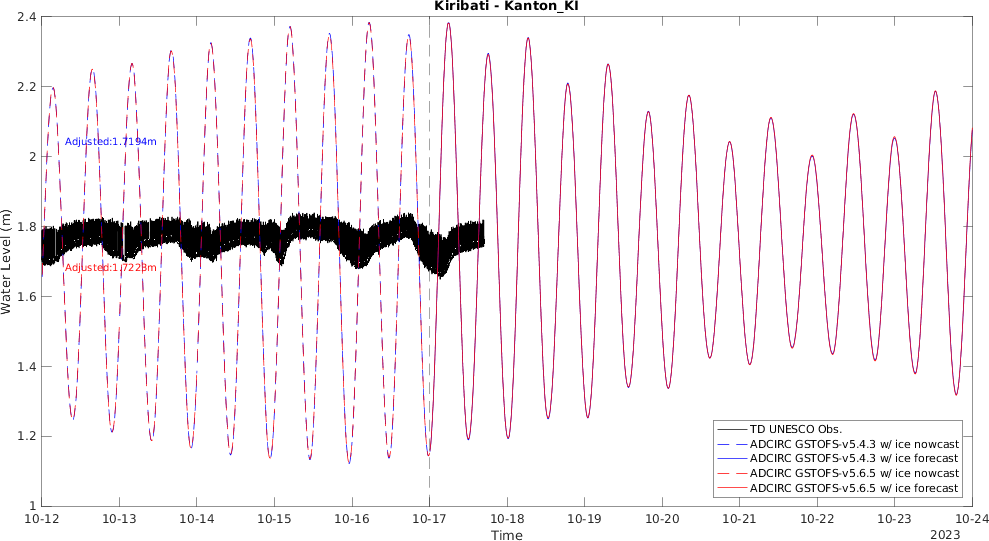 Kiribati - Kanton_KI
2.4
2.2
2
1.8
1.6
1.4
1.2
1
Water Level (m)
Adjusted:1.7194m
Adjusted:1.7223m
TD UNESCO Obs.
ADCIRC GSTOFS-v5.4.3 w/ ice nowcast
ADCIRC GSTOFS-v5.4.3 w/ ice forecast
ADCIRC GSTOFS-v5.6.5 w/ ice nowcast
ADCIRC GSTOFS-v5.6.5 w/ ice forecast
10-12 10-13 10-14 10-15 10-16 10-17 10-18 10-19 10-20 10-21 10-22 10-23 10-24
Time
2023